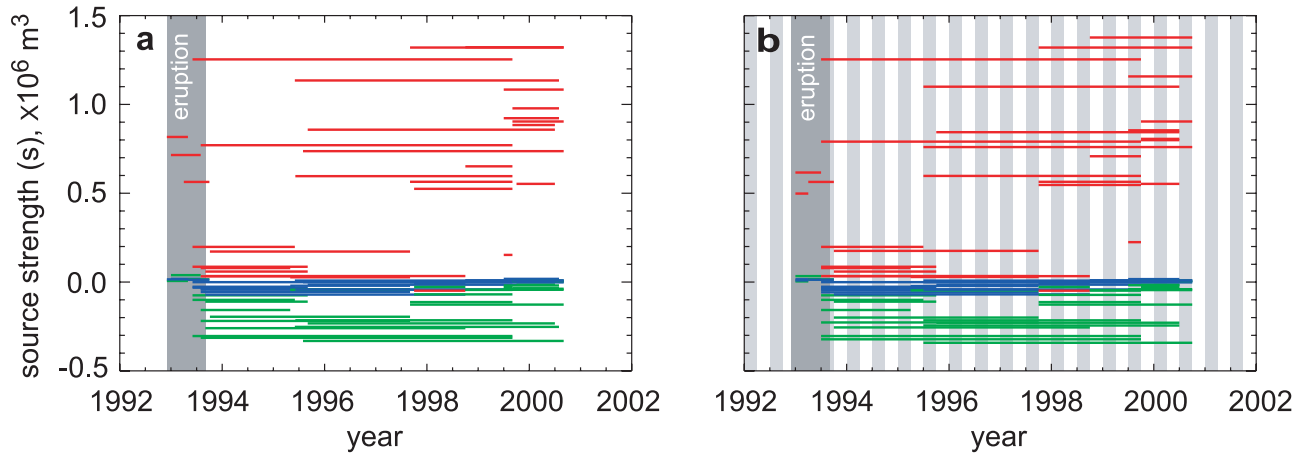 source strength (s), x10⁶ m³
1.5
1.0
0.5
0.0
-0.5
a
eruption
1992 1994 1996 1998 2000 2002
year
b
eruption
1992 1994 1996 1998 2000 2002
year